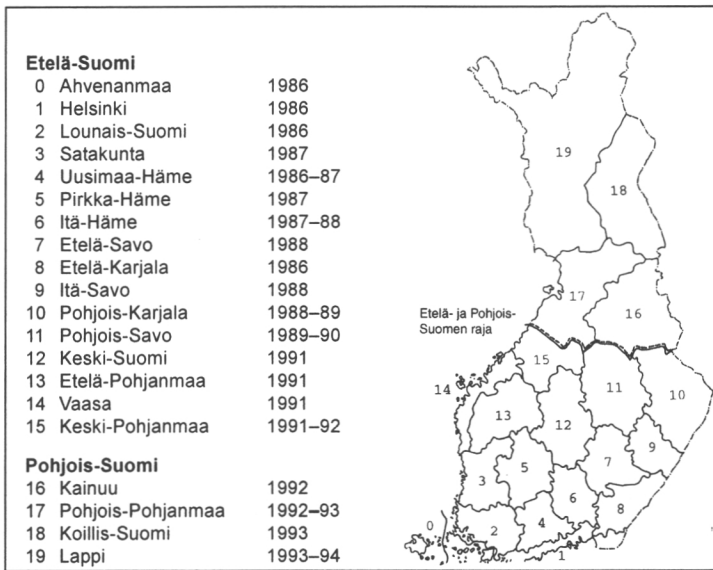 Etelä-Suomi
0 Ahvenanmaa 1986
1 Helsinki 1986
2 Lounais-Suomi 1986
3 Satakunta 1987
4 Uusimaa-Häme 1986–87
5 Pirkka-Häme 1987
6 Itä-Häme 1987–88
7 Etelä-Savo 1988
8 Etelä-Karjala 1986
9 Itä-Savo 1988
10 Pohjois-Karjala 1988–89
11 Pohjois-Savo 1989–90
12 Keski-Suomi 1991
13 Etelä-Pohjanmaa 1991
14 Vaasa 1991
15 Keski-Pohjanmaa 1991–92
Pohjois-Suomi
16 Kainuu 1992
17 Pohjois-Pohjanmaa 1992–93
18 Koillis-Suomi 1993
19 Lappi 1993–94
19
18
17
16
Etelä- ja Pohjois-
Suomen raja
15
14
11
10
13
12
9
5
7
3
6
8
0
2
4
1